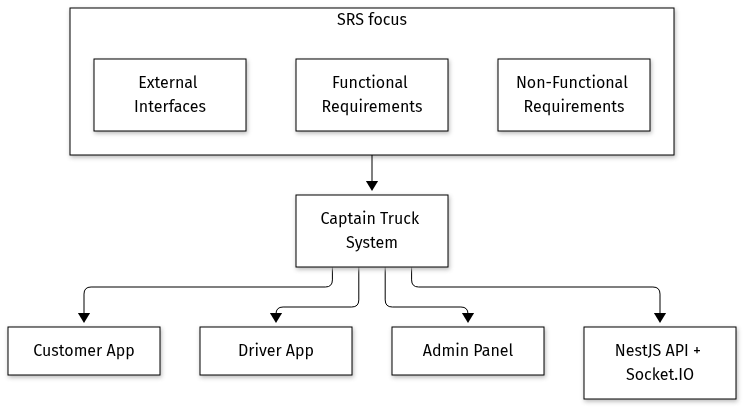 SRS focus
External
Interfaces
Functional
Requirements
Non-Functional
Requirements
Captain Truck
System
Customer App
Driver App
Admin Panel
NestJS API +
Socket.IO